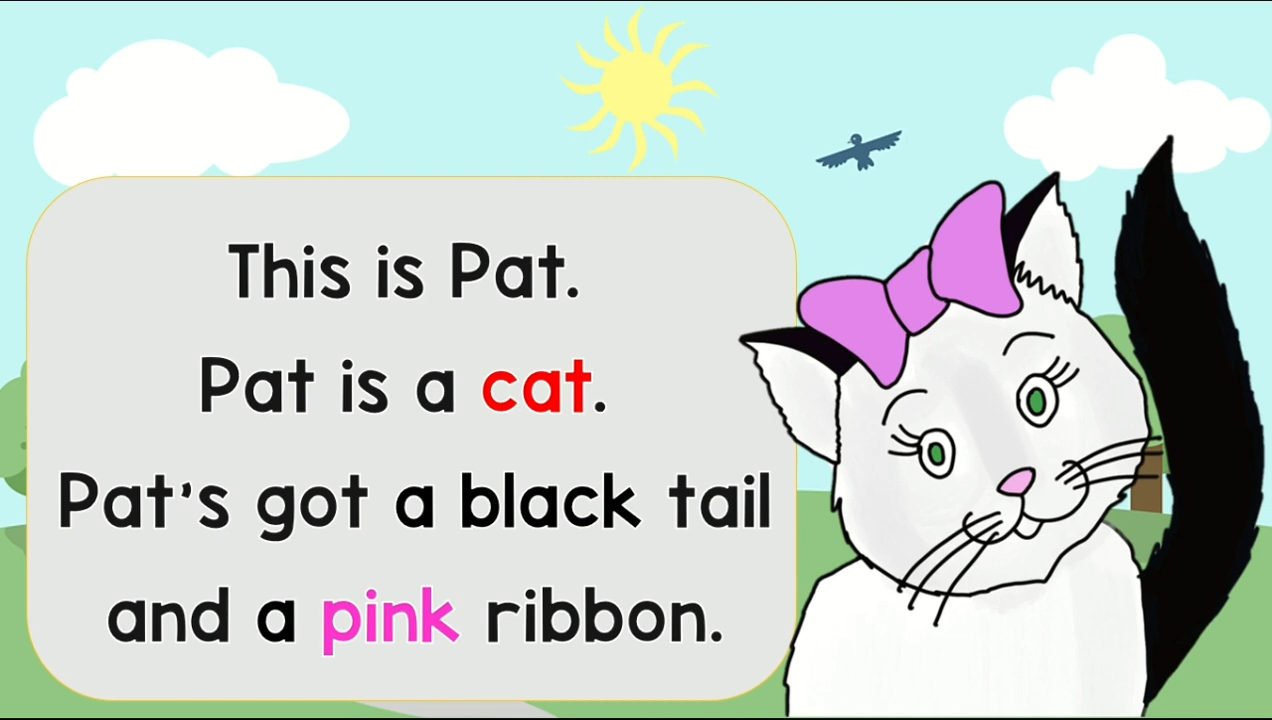 This is Pat.
Pat is a cat.
Pat's got a black tail
and a pink ribbon.